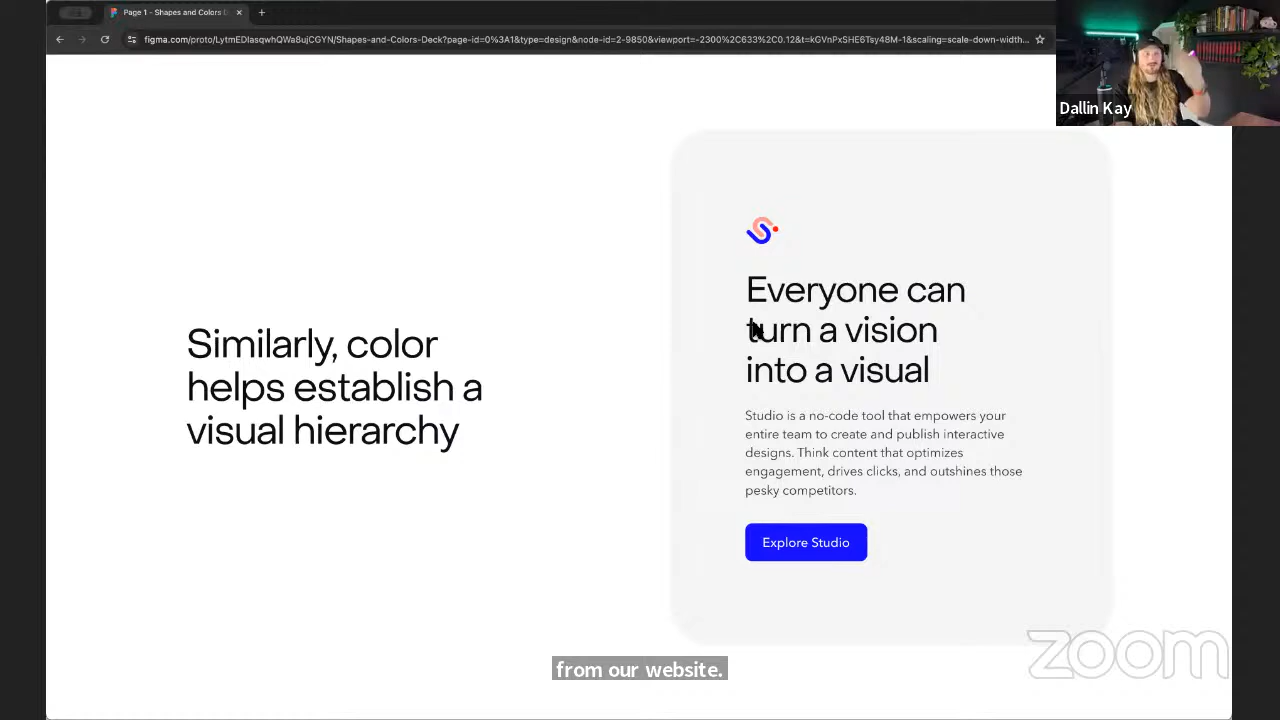 Page 1 - Shapes and Colors D
figma.com/proto/LytmEDlasqwhQWa8ujCGYN/Shapes-and-Colors-Deck?page-id=0%3A1&type=design&node-id=2-9850&viewport=-2300%2C633%2C0.12&t=kGVnPxSHE6Tsy48M-1&scaling=scale-down-width...
Dallin Kay
Similarly, color
helps establish a
visual hierarchy
Everyone can
turn a vision
into a visual
Studio is a no-code tool that empowers your
entire team to create and publish interactive
designs. Think content that optimizes
engagement, drives clicks, and outshines those
pesky competitors.
Explore Studio
zoom
from our website.